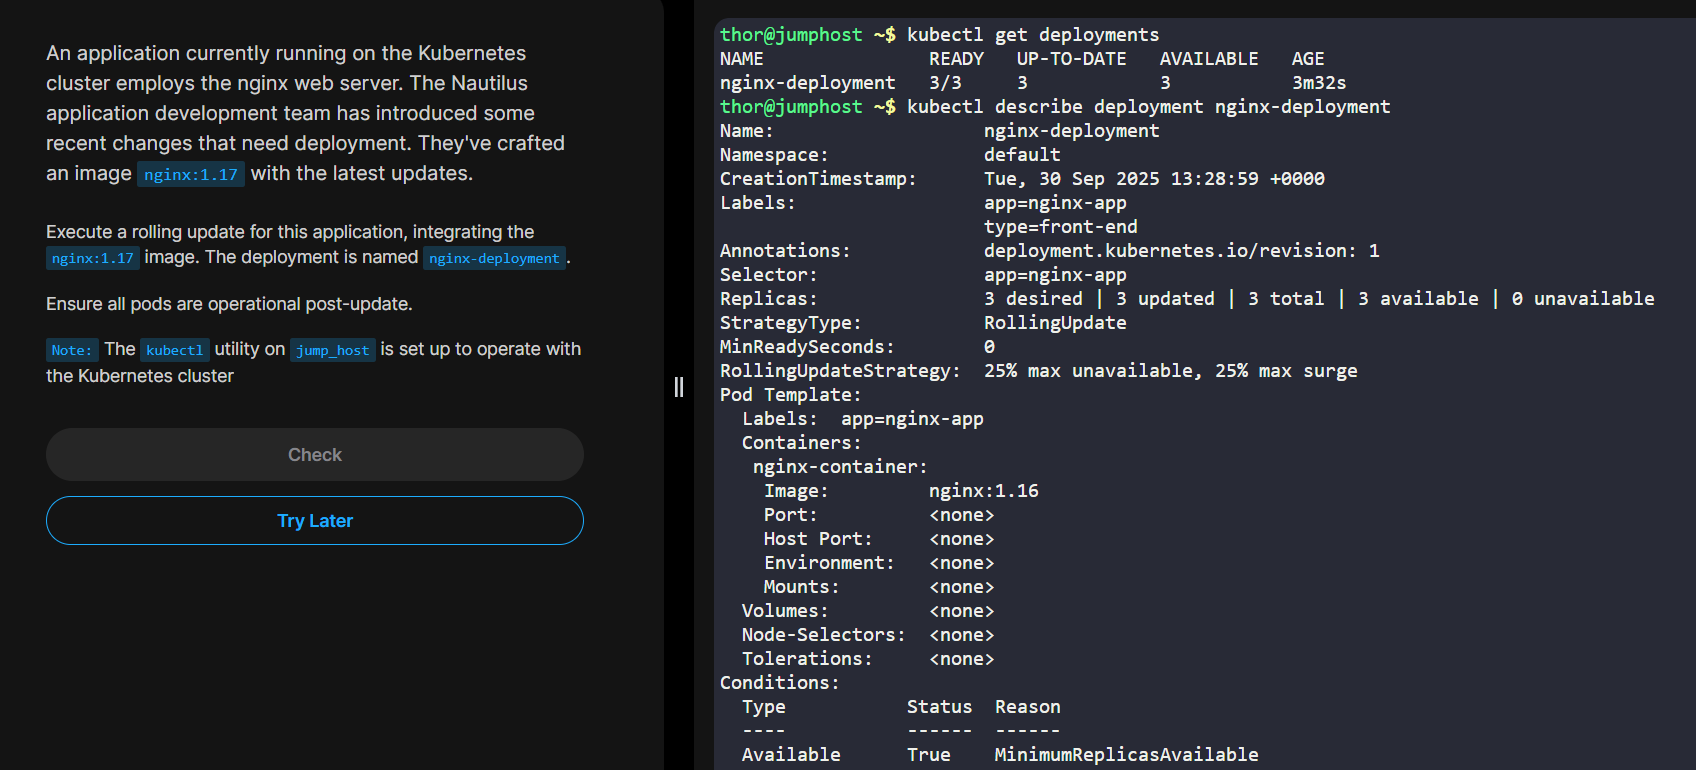 An application currently running on the Kubernetes
cluster employs the nginx web server. The Nautilus
application development team has introduced some
recent changes that need deployment. They've crafted
an image nginx:1.17 with the latest updates.
Execute a rolling update for this application, integrating the
nginx:1.17 image. The deployment is named nginx-deployment.
Ensure all pods are operational post-update.
Note: The kubectl utility on jump_host is set up to operate with
the Kubernetes cluster
Check
Try Later
thor@jumphost ~$ kubectl get deployments
NAME               READY   UP-TO-DATE   AVAILABLE   AGE
nginx-deployment   3/3     3            3           3m32s
thor@jumphost ~$ kubectl describe deployment nginx-deployment
Name:                   nginx-deployment
Namespace:              default
CreationTimestamp:      Tue, 30 Sep 2025 13:28:59 +0000
Labels:                 app=nginx-app
                        type=front-end
Annotations:            deployment.kubernetes.io/revision: 1
Selector:               app=nginx-app
Replicas:               3 desired | 3 updated | 3 total | 3 available | 0 unavailable
StrategyType:           RollingUpdate
MinReadySeconds:        0
RollingUpdateStrategy:  25% max unavailable, 25% max surge
Pod Template:
  Labels:  app=nginx-app
  Containers:
   nginx-container:
    Image:         nginx:1.16
    Port:          <none>
    Host Port:     <none>
    Environment:   <none>
    Mounts:        <none>
  Volumes:         <none>
  Node-Selectors:  <none>
  Tolerations:     <none>
Conditions:
  Type           Status  Reason
  ----           ------  ------
  Available      True    MinimumReplicasAvailable